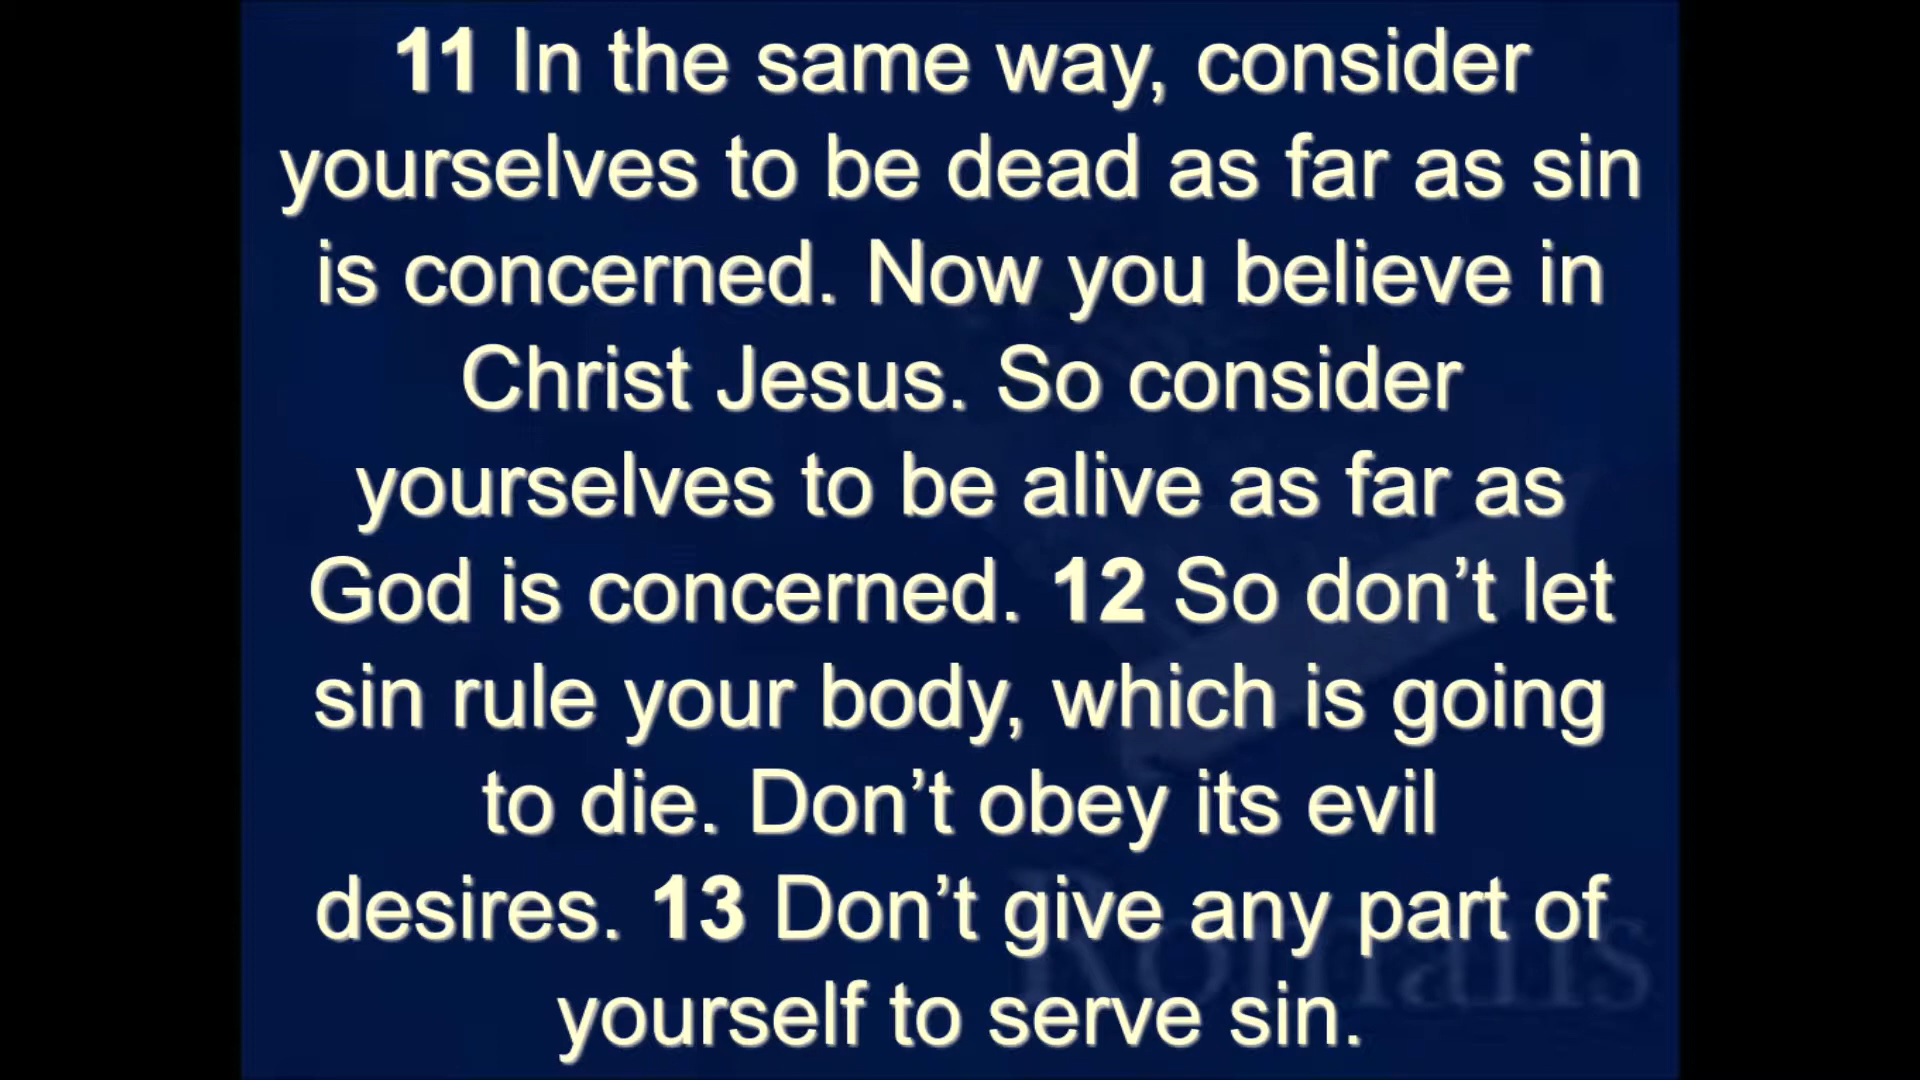 11 In the same way, consider
yourselves to be dead as far as sin
is concerned. Now you believe in
Christ Jesus. So consider
yourselves to be alive as far as
God is concerned. 12 So don’t let
sin rule your body, which is going
to die. Don’t obey its evil
desires. 13 Don’t give any part of
yourself to serve sin.
Romans